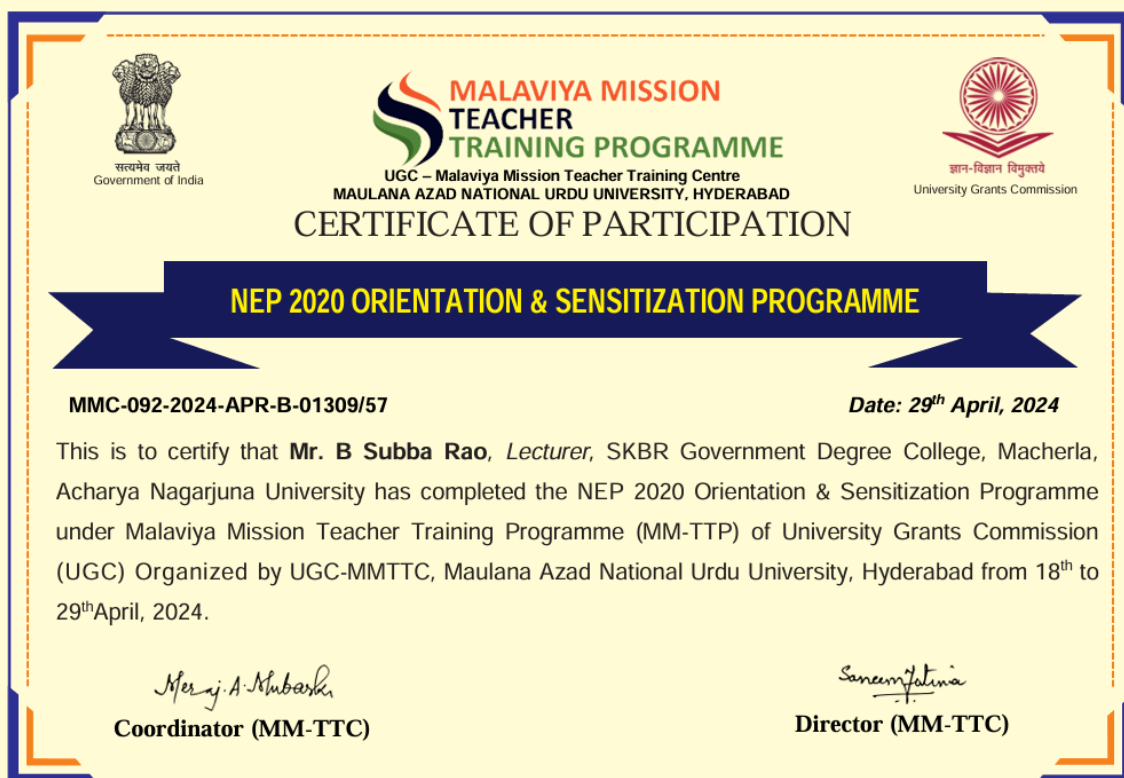 सत्यमेव जयते
Government of India
MALAVIYA MISSION
TEACHER
TRAINING PROGRAMME
UGC – Malaviya Mission Teacher Training Centre
MAULANA AZAD NATIONAL URDU UNIVERSITY, HYDERABAD
ज्ञान-विज्ञान विमुक्तये
University Grants Commission
CERTIFICATE OF PARTICIPATION
NEP 2020 ORIENTATION & SENSITIZATION PROGRAMME
MMC-092-2024-APR-B-01309/57
Date: 29th April, 2024
This is to certify that Mr. B Subba Rao, Lecturer, SKBR Government Degree College, Macherla,
Acharya Nagarjuna University has completed the NEP 2020 Orientation & Sensitization Programme
under Malaviya Mission Teacher Training Programme (MM-TTP) of University Grants Commission
(UGC) Organized by UGC-MMTTC, Maulana Azad National Urdu University, Hyderabad from 18th to
29thApril, 2024.
Meraj. A. Mubarki
Coordinator (MM-TTC)
Saneem Fatima
Director (MM-TTC)